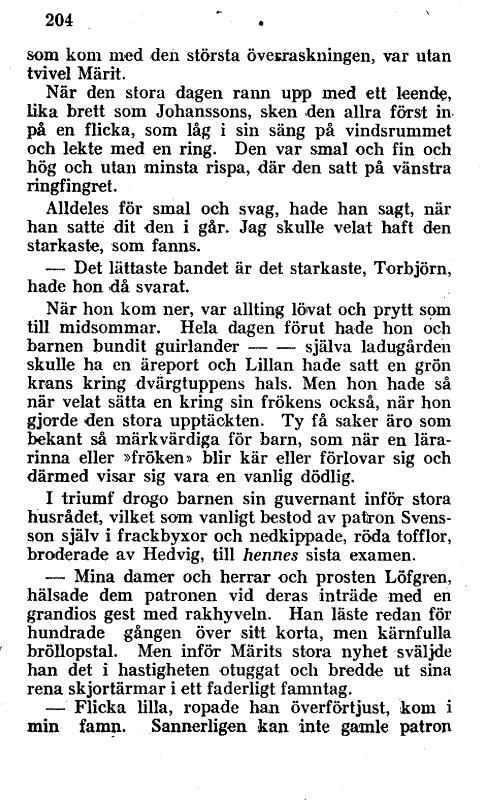 204
som kom med den största överraskningen, var utan
tvivel Märit.
När den stora dagen rann upp med ett leende,
lika brett som Johanssons, sken den allra först in
på en flicka, som låg i sin säng på vindsrummet
och lekte med en ring. Den var smal och fin och
hög och utan minsta rispa, där den satt på vänstra
ringfingret.
Alldeles för smal och svag, hade han sagt, när
han satte dit den i går. Jag skulle velat haft den
starkaste, som fanns.
— Det lättaste bandet är det starkaste, Torbjörn,
hade hon då svarat.
När hon kom ner, var allting lövat och prytt som
till midsommar. Hela dagen förut hade hon och
barnen bundit guirlander — — själva ladugården
skulle ha en äreport och Lillan hade satt en grön
krans kring dvärgtuppens hals. Men hon hade så
när velat sätta en kring sin frökens också, när hon
gjorde den stora upptäckten. Ty få saker äro som
bekant så märkvärdiga för barn, som när en lära-
rinna eller »fröken» blir kär eller förlovar sig och
därmed visar sig vara en vanlig dödlig.
I triumf drogo barnen sin guvernant inför stora
husrådet, vilket som vanligt bestod av patron Svens-
son själv i frackbyxor och nedkippade, röda tofflor,
broderade av Hedvig, till hennes sista examen.
— Mina damer och herrar och prosten Löfgren,
hälsade dem patronen vid deras inträde med en
grandios gest med rakhyveln. Han läste redan för
hundrade gången över sitt korta, men kärnfulla
bröllopstal. Men inför Märits stora nyhet sväljde
han det i hastigheten otuggat och bredde ut sina
rena skjortärmar i ett faderligt famntag.
— Flicka lilla, ropade han överförtjust, kom i
min famn. Sannerligen kan inte gamle patron